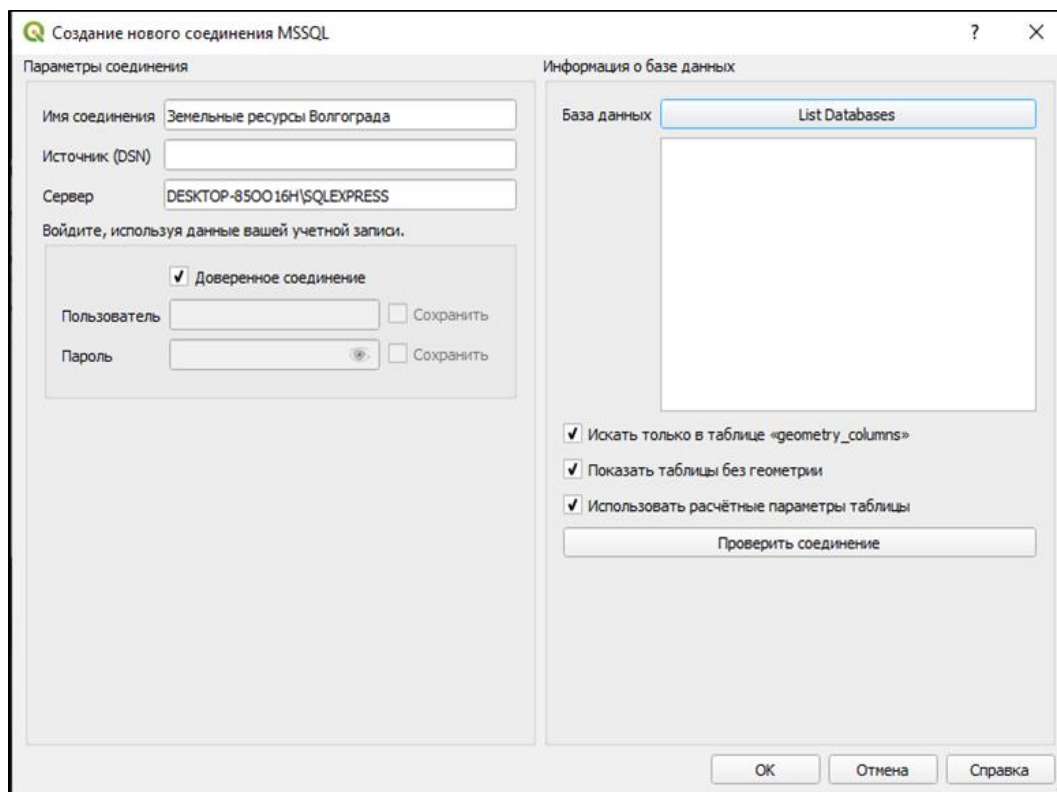 Создание нового соединения MSSQL
Параметры соединения
Имя соединения Земельные ресурсы Волгограда
Источник (DSN)
Сервер DESKTOP-85OO16H\SQLEXPRESS
Войдите, используя данные вашей учетной записи.
Доверенное соединение
Пользователь Сохранить
Пароль Сохранить
Информация о базе данных
База данных List Databases
Искать только в таблице «geometry_columns»
Показать таблицы без геометрии
Использовать расчётные параметры таблицы
Проверить соединение
OK Отмена Справка